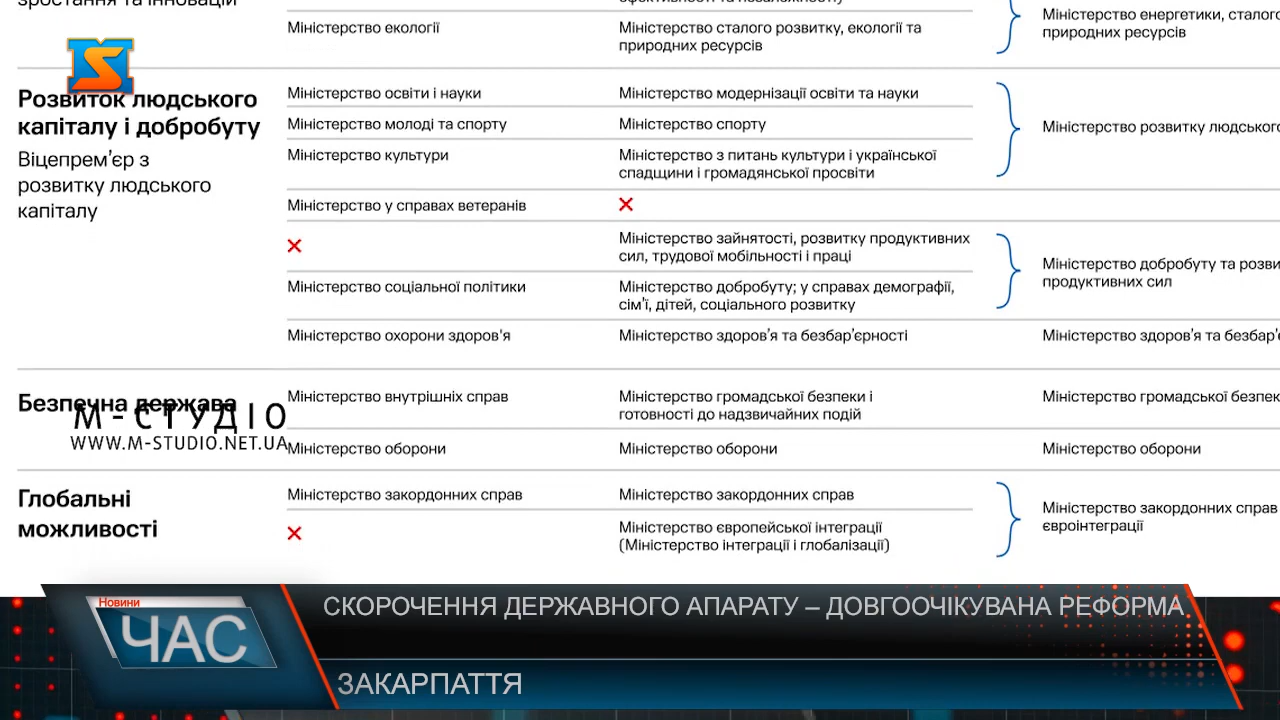 зростання та інновацій
Міністерство екології
Міністерство сталого розвитку, екології та
природних ресурсів
Міністерство енергетики, сталого
природних ресурсів
Розвиток людського
капіталу і добробуту
Віцепрем’єр з
розвитку людського
капіталу
Міністерство освіти і науки
Міністерство модернізації освіти та науки
Міністерство молоді та спорту
Міністерство спорту
Міністерство розвитку людського
Міністерство культури
Міністерство з питань культури і української
спадщини і громадянської просвіти
Міністерство у справах ветеранів
Міністерство зайнятості, розвитку продуктивних
сил, трудової мобільності і праці
Міністерство соціальної політики
Міністерство добробуту; у справах демографії,
сім’ї, дітей, соціального розвитку
Міністерство добробуту та розви
продуктивних сил
Міністерство охорони здоров'я
Міністерство здоров’я та безбар’єрності
Міністерство здоров’я та безбар’є
Безпечна держава
Міністерство внутрішніх справ
Міністерство громадської безпеки і
готовності до надзвичайних подій
Міністерство громадської безпек
М-СТУДІО
WWW.M-STUDIO.NET.UA
Міністерство оборони
Міністерство оборони
Міністерство оборони
Глобальні
можливості
Міністерство закордонних справ
Міністерство закордонних справ
Міністерство європейської інтеграції
(Міністерство інтеграції і глобалізації)
Міністерство закордонних справ
євроінтеграції
Новини
ЧАС
СКОРОЧЕННЯ ДЕРЖАВНОГО АПАРАТУ – ДОВГООЧІКУВАНА РЕФОРМА
ЗАКАРПАТТЯ